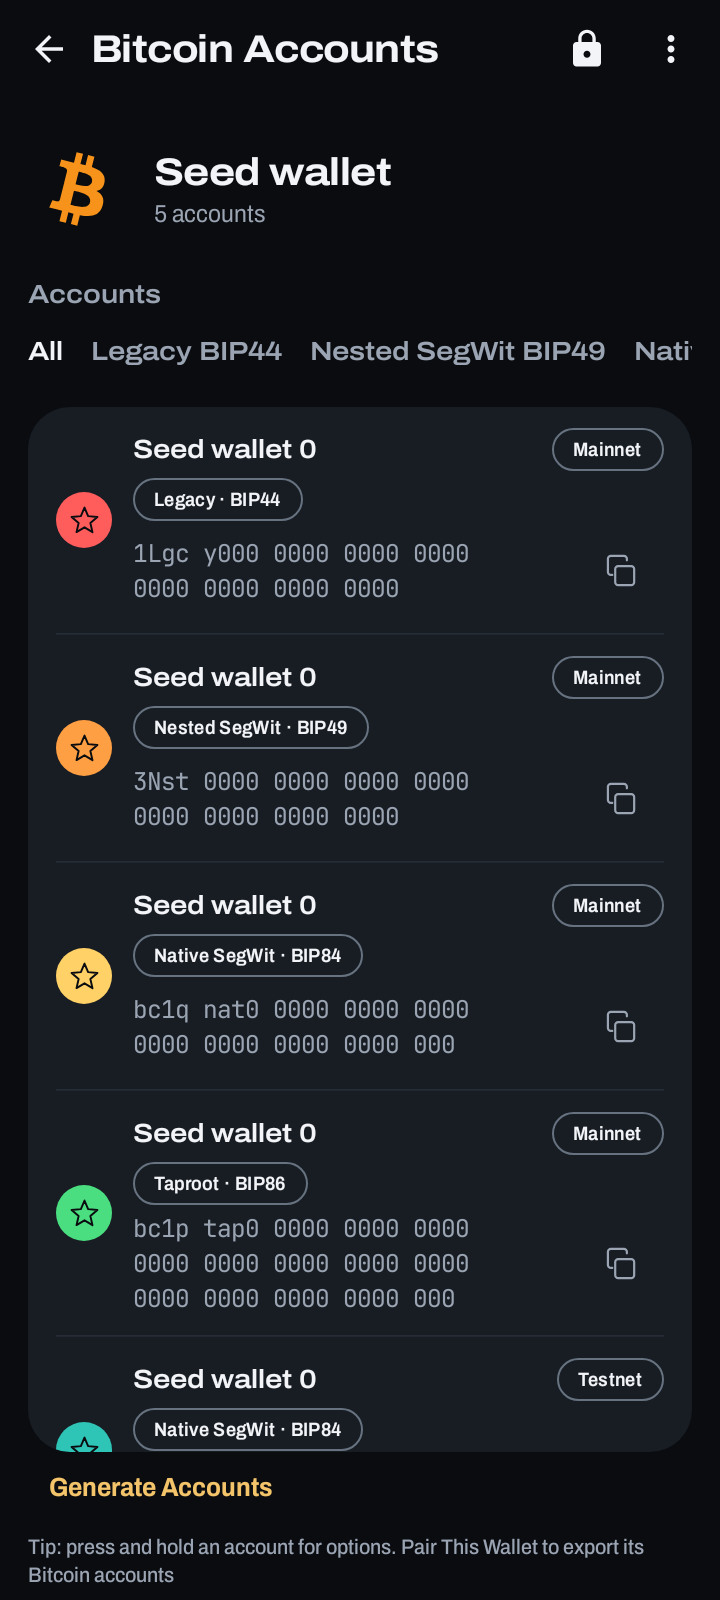 Bitcoin Accounts
Seed wallet
5 accounts
Accounts
All Legacy BIP44 Nested SegWit BIP49 Nati
Seed wallet 0 Mainnet
Legacy · BIP44
1Lgc y000 0000 0000 0000
0000 0000 0000 0000
Seed wallet 0 Mainnet
Nested SegWit · BIP49
3Nst 0000 0000 0000 0000
0000 0000 0000 0000
Seed wallet 0 Mainnet
Native SegWit · BIP84
bc1q nat0 0000 0000 0000
0000 0000 0000 0000 000
Seed wallet 0 Mainnet
Taproot · BIP86
bc1p tap0 0000 0000 0000
0000 0000 0000 0000 0000
0000 0000 0000 0000 000
Seed wallet 0 Testnet
Native SegWit · BIP84
Generate Accounts
Tip: press and hold an account for options. Pair This Wallet to export its
Bitcoin accounts